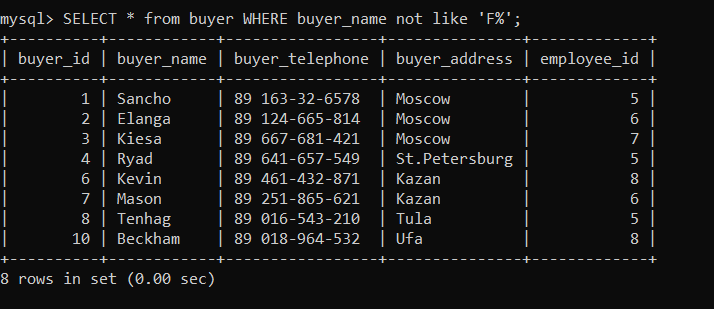 mysql> SELECT * from buyer WHERE buyer_name not like 'F%';
+----------+------------+-----------------+---------------+-------------+
| buyer_id | buyer_name | buyer_telephone | buyer_address | employee_id |
+----------+------------+-----------------+---------------+-------------+
|        1 | Sancho     | 89 163-32-6578  | Moscow        |           5 |
|        2 | Elanga     | 89 124-665-814  | Moscow        |           6 |
|        3 | Kiesa      | 89 667-681-421  | Moscow        |           7 |
|        4 | Ryad       | 89 641-657-549  | St.Petersburg |           5 |
|        6 | Kevin      | 89 461-432-871  | Kazan         |           8 |
|        7 | Mason      | 89 251-865-621  | Kazan         |           6 |
|        8 | Tenhag     | 89 016-543-210  | Tula          |           5 |
|       10 | Beckham    | 89 018-964-532  | Ufa           |           8 |
+----------+------------+-----------------+---------------+-------------+
8 rows in set (0.00 sec)